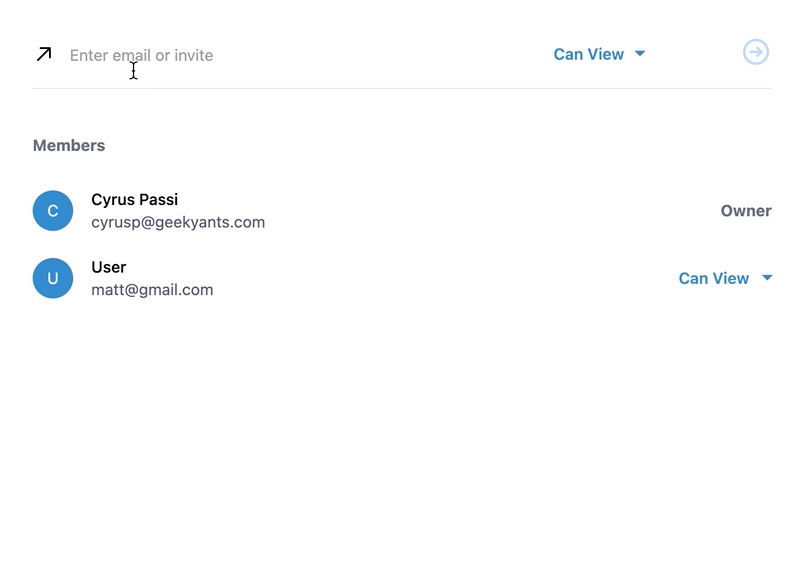 Enter email or invite
Can View
Members
C
Cyrus Passi
cyrusp@geekyants.com
Owner
U
User
matt@gmail.com
Can View